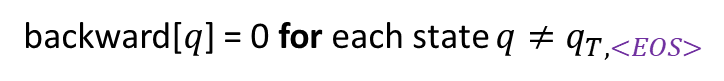 backward[q] = 0 for each state q ≠ q_{T,<EOS>}